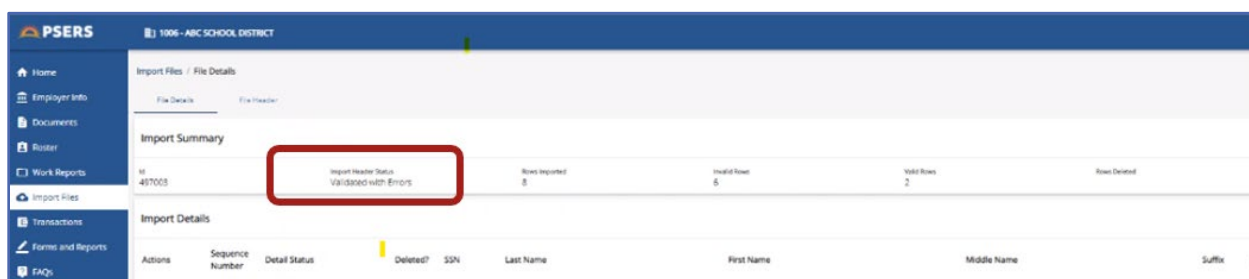 PSERS
1006 - ABC SCHOOL DISTRICT
Home
Employer Info
Documents
Roster
Work Reports
Import Files
Transactions
Forms and Reports
FAQs
Import Files / File Details
File Details File Header
Import Summary
Id Import Header Status Rows Imported Invalid Rows Valid Rows Rows Deleted
497003 Validated with Errors 8 6 2
Import Details
Actions Sequence Number Detail Status Deleted? SSN Last Name First Name Middle Name Suffix